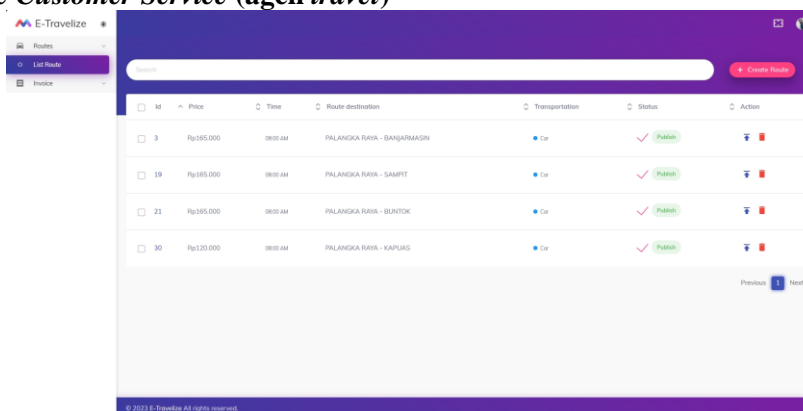 Customer Service (agen travel)
E-Travelize
Routes
List Route
Invoice
Search
+ Create Route
Id Price Time Route destination Transportation Status Action
3 Rp165.000 08:00 AM PALANGKA RAYA - BANJARMASIN Car Publish
19 Rp165.000 08:00 AM PALANGKA RAYA - SAMPIT Car Publish
21 Rp165.000 08:00 AM PALANGKA RAYA - BUNTOK Car Publish
30 Rp120.000 08:00 AM PALANGKA RAYA - KAPUAS Car Publish
Previous 1 Next
© 2023 E-Travelize All rights reserved.